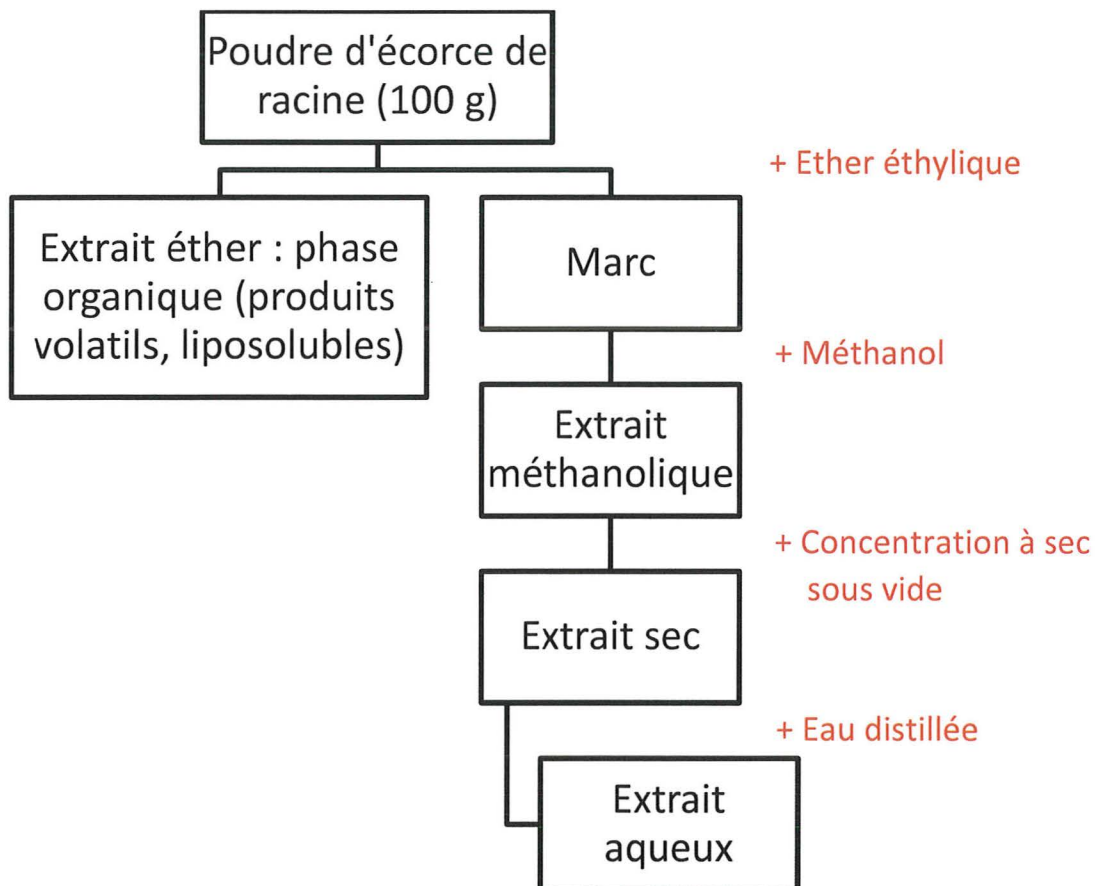 Poudre d'écorce de
racine (100 g)
+ Ether éthylique
Extrait éther : phase
organique (produits
volatils, liposolubles)
Marc
+ Méthanol
Extrait
méthanolique
+ Concentration à sec
sous vide
Extrait sec
+ Eau distillée
Extrait
aqueux